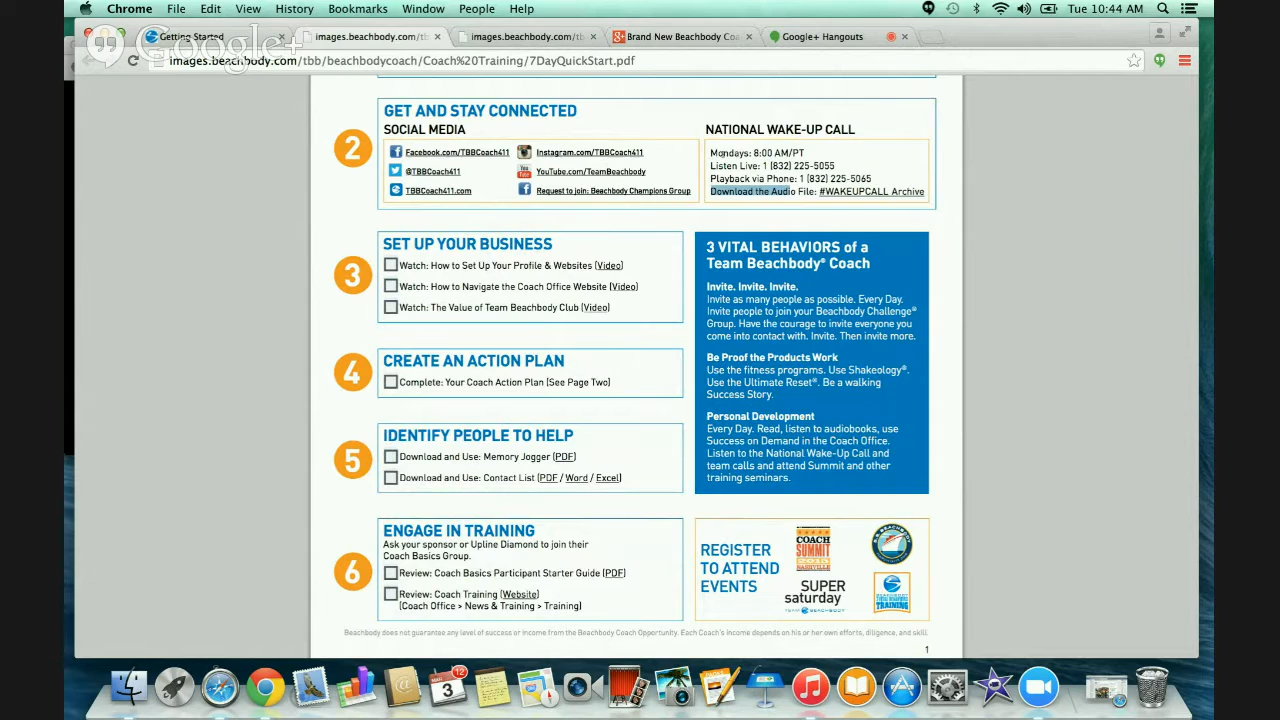 Chrome File Edit View History Bookmarks Window People Help Tue 10:44 AM
Google+
Getting Started images.beachbody.com/tb images.beachbody.com/tb Brand New Beachbody Co Google+ Hangouts
images.beachbody.com/tbb/beachbodycoach/Coach%20Training/7DayQuickStart.pdf
2
GET AND STAY CONNECTED
SOCIAL MEDIA
Facebook.com/TBBCoach411 Instagram.com/TBBCoach411
@TBBCoach411 YouTube.com/TeamBeachbody
TBBCoach411.com Request to join: Beachbody Champions Group
NATIONAL WAKE-UP CALL
Mondays: 8:00 AM/PT
Listen Live: 1 (832) 225-5055
Playback via Phone: 1 (832) 225-5065
Download the Audio File: #WAKEUPCALL Archive
3
SET UP YOUR BUSINESS
Watch: How to Set Up Your Profile & Websites (Video)
Watch: How to Navigate the Coach Office Website (Video)
Watch: The Value of Team Beachbody Club (Video)
4
CREATE AN ACTION PLAN
Complete: Your Coach Action Plan (See Page Two)
5
IDENTIFY PEOPLE TO HELP
Download and Use: Memory Jogger (PDF)
Download and Use: Contact List (PDF / Word / Excel)
3 VITAL BEHAVIORS of a
Team Beachbody® Coach
Invite. Invite. Invite.
Invite as many people as possible. Every Day.
Invite people to join your Beachbody Challenge®
Group. Have the courage to invite everyone you
come into contact with. Invite. Then invite more.
Be Proof the Products Work
Use the fitness programs. Use Shakeology®.
Use the Ultimate Reset®. Be a walking
Success Story.
Personal Development
Every Day. Read, listen to audiobooks, use
Success on Demand in the Coach Office.
Listen to the National Wake-Up Call and
team calls and attend Summit and other
training seminars.
6
ENGAGE IN TRAINING
Ask your sponsor or Upline Diamond to join their
Coach Basics Group.
Review: Coach Basics Participant Starter Guide (PDF)
Review: Coach Training (Website)
(Coach Office > News & Training > Training)
REGISTER
TO ATTEND
EVENTS
COACH
SUMMIT
NASHVILLE
SUPER
saturday
TEAM BEACHBODY
TRAINING
Beachbody does not guarantee any level of success or income from the Beachbody Coach Opportunity. Each Coach's income depends on his or her own efforts, diligence, and skill.
1
12
3